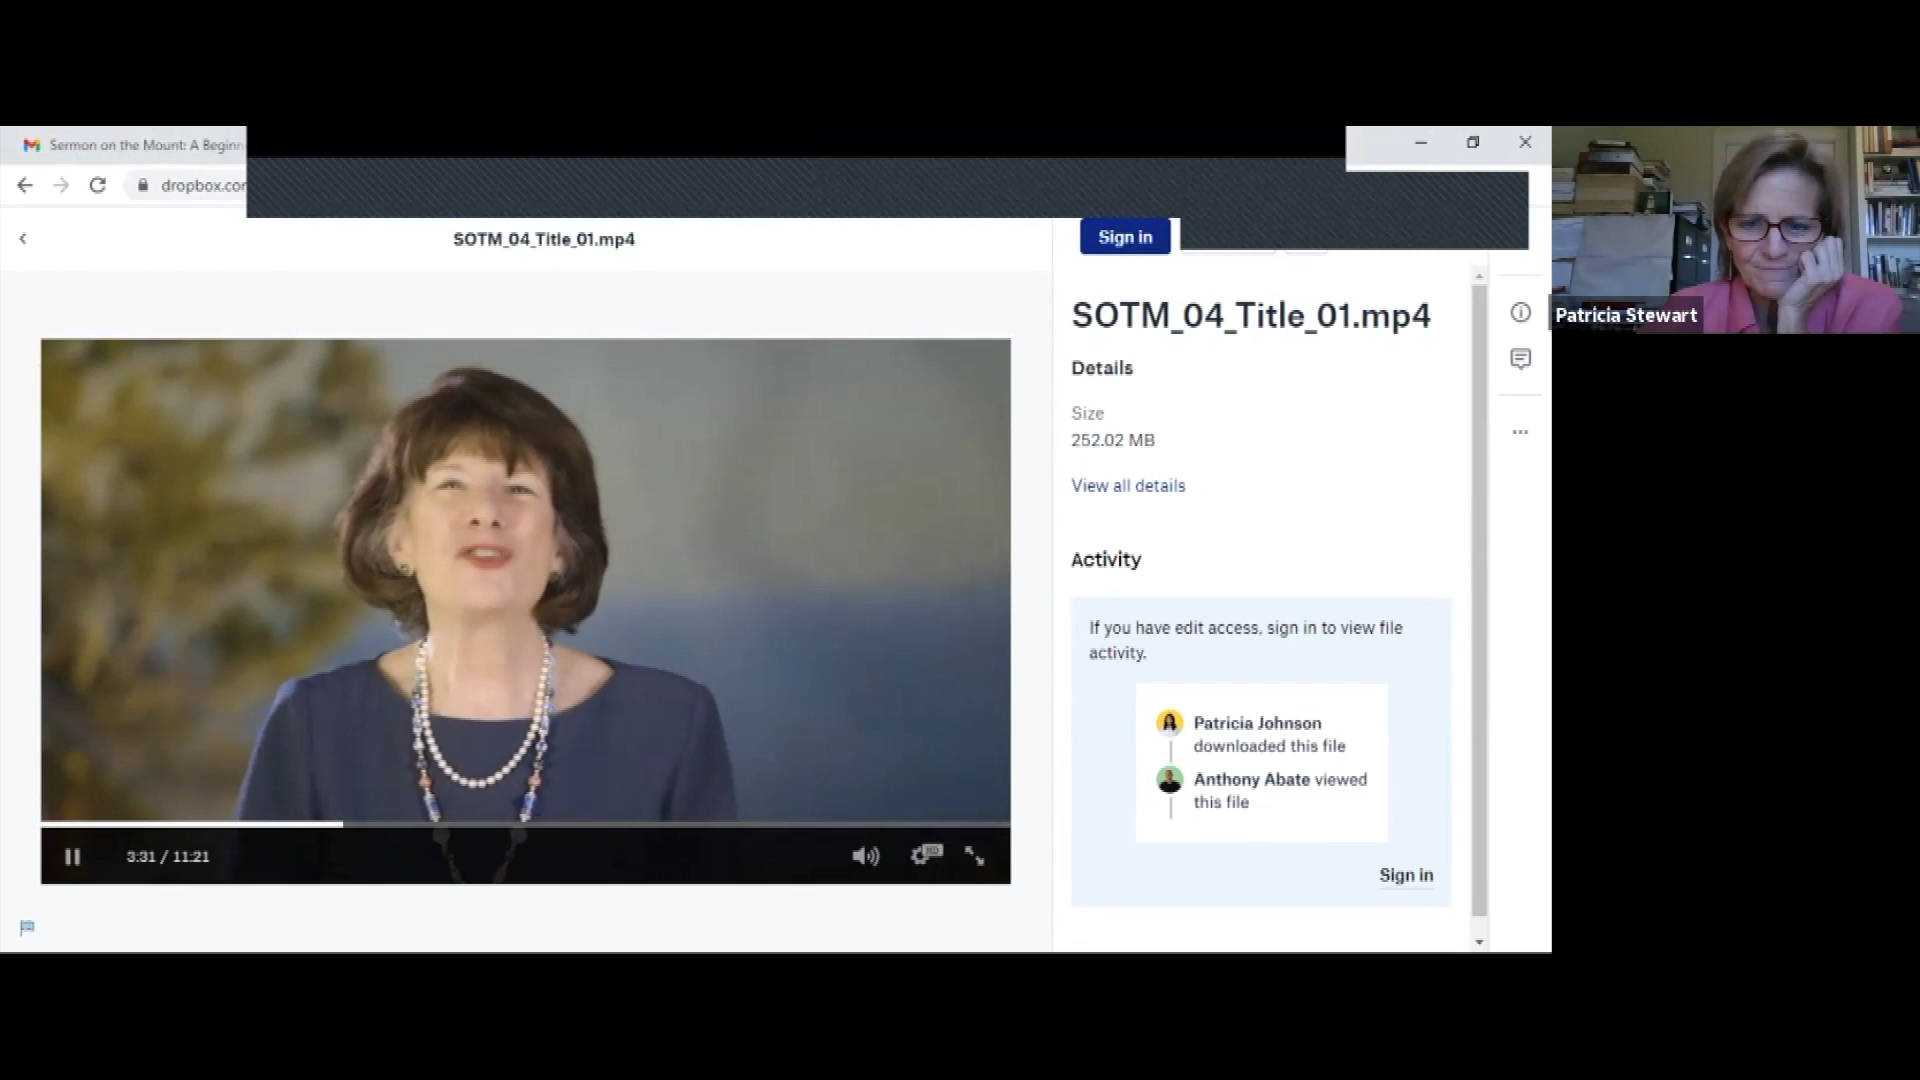 Sermon on the Mount: A Beginn
dropbox.com
SOTM_04_Title_01.mp4
Sign in
SOTM_04_Title_01.mp4
Details
Size
252.02 MB
View all details
Activity
If you have edit access, sign in to view file
activity.
Patricia Johnson
downloaded this file
Anthony Abate viewed
this file
Sign in
3:31 / 11:21
HD
Patricia Stewart